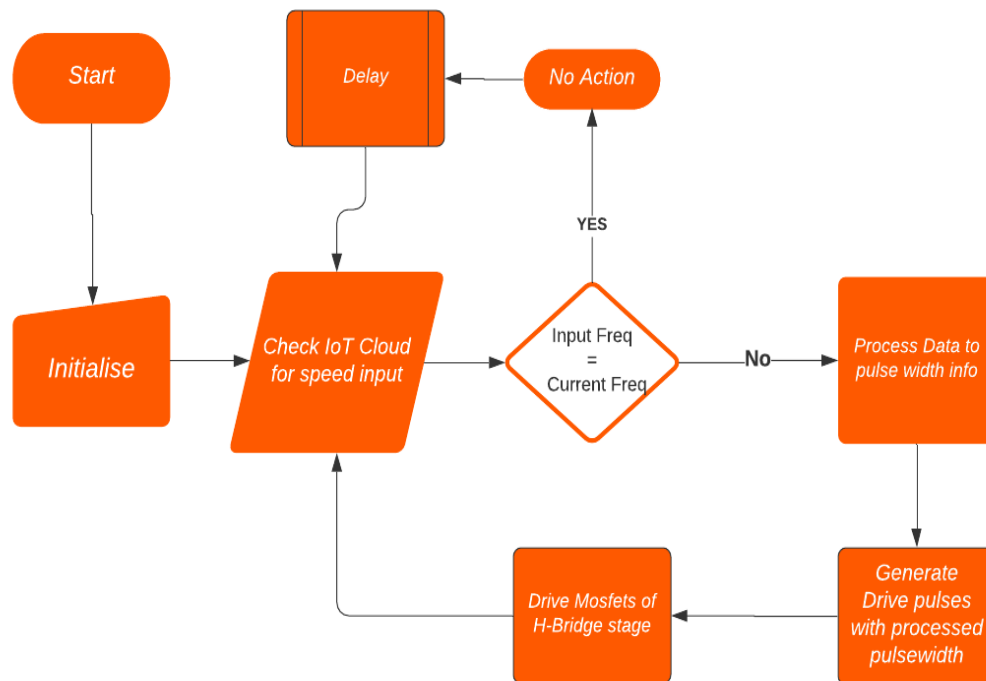 Start
Delay
No Action
YES
Initialise
Check IoT Cloud
for speed input
Input Freq
=
Current Freq
No
Process Data to
pulse width info
Drive Mosfets of
H-Bridge stage
Generate
Drive pulses
with processed
pulsewidth